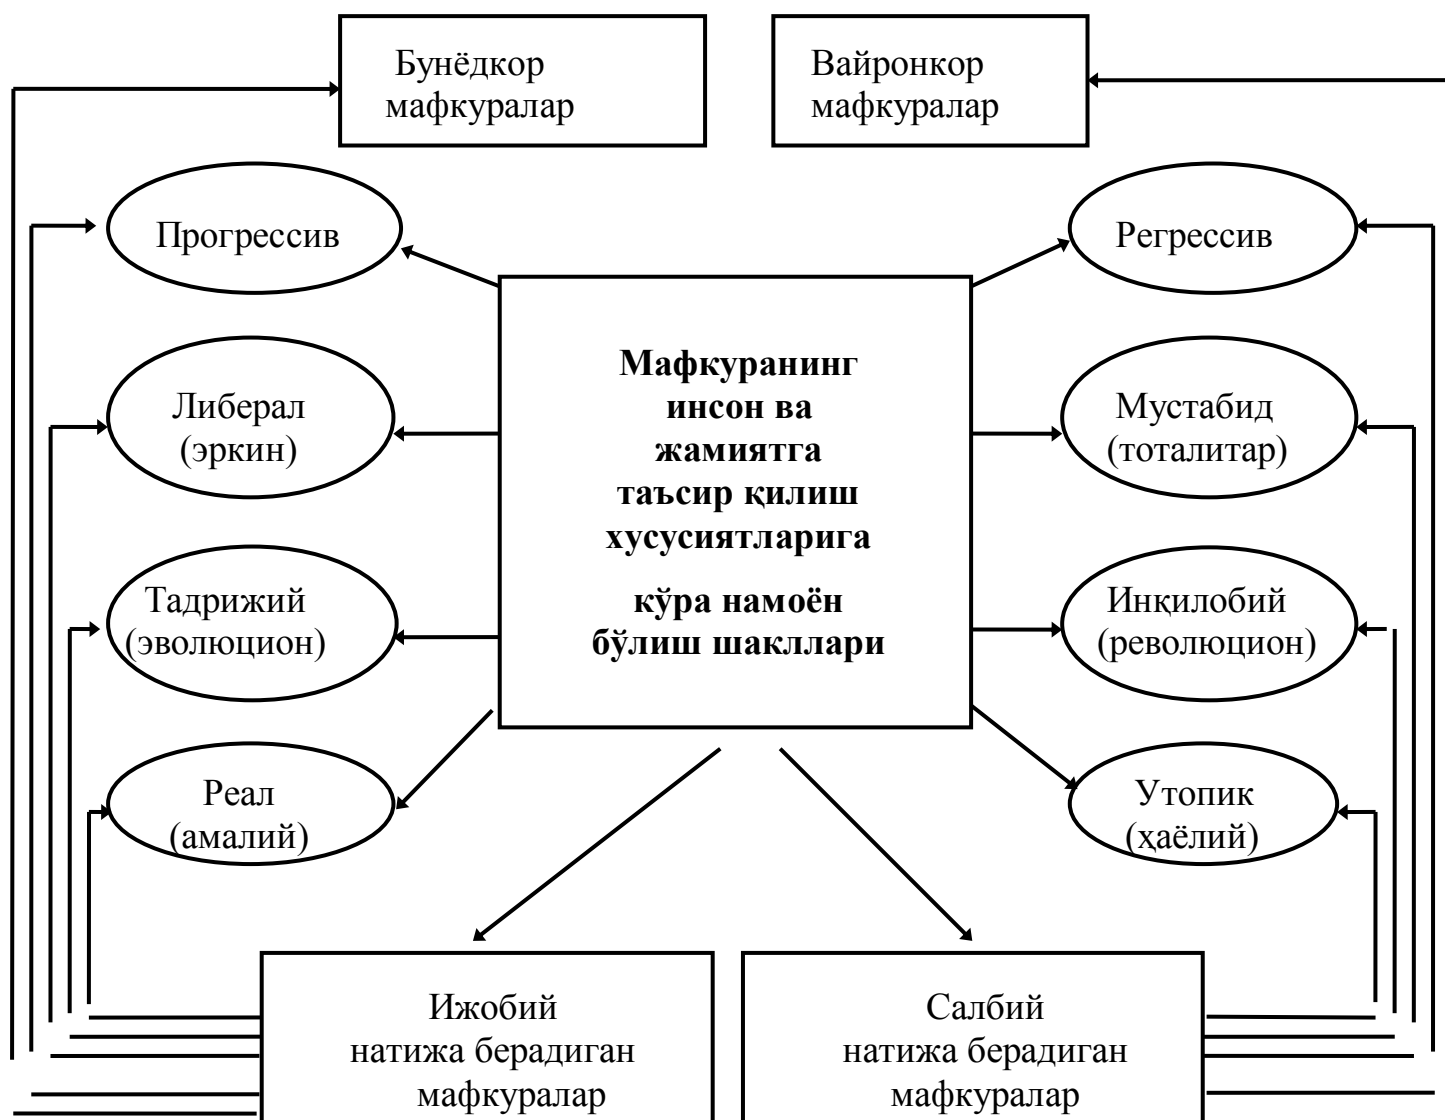 Бунёдкор
мафкуралар
Вайронкор
мафкуралар
Прогрессив
Регрессив
Либерал
(эркин)
Мафкуранинг
инсон ва
жамиятга
таъсир қилиш
хусусиятларига
кўра намоён
бўлиш шакллари
Мустабид
(тоталитар)
Тадрижий
(эволюцион)
Инқилобий
(революцион)
Реал
(амалий)
Утопик
(ҳаёлий)
Ижобий
натижа берадиган
мафкуралар
Салбий
натижа берадиган
мафкуралар